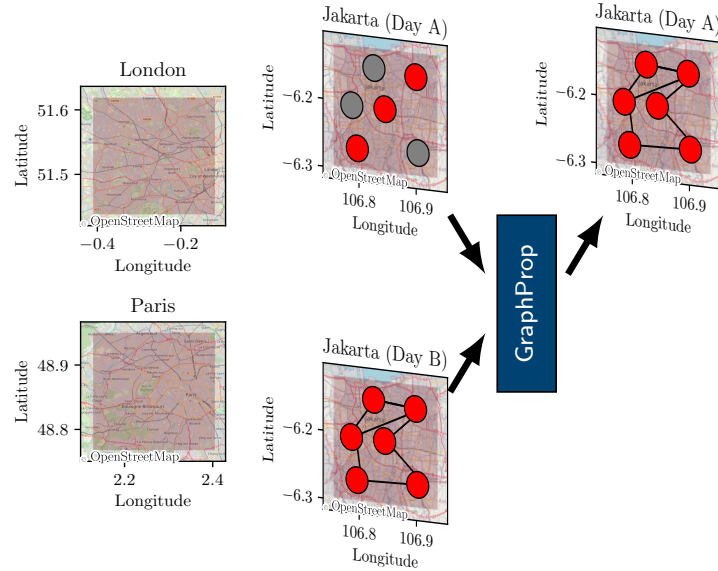 London
51.6
51.5
Latitude
© OpenStreetMap
−0.4
−0.2
Longitude
Paris
48.9
48.8
Latitude
© OpenStreetMap
2.2
2.4
Longitude
Jakarta (Day A)
−6.2
−6.3
Latitude
© OpenStreetMap
106.8
106.9
Longitude
Jakarta (Day B)
−6.2
−6.3
Latitude
Jakarta
© OpenStreetMap
106.8
106.9
Longitude
GraphProp
Jakarta (Day A)
−6.2
−6.3
Latitude
© OpenStreetMap
106.8
106.9
Longitude